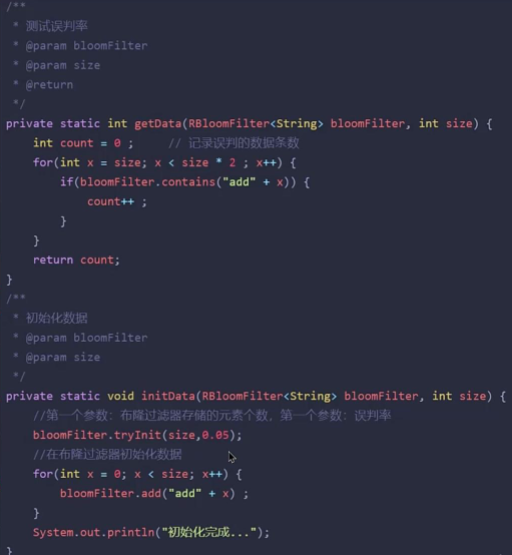 /**
 * 测试误判率
 * @param bloomFilter
 * @param size
 * @return
 */
private static int getData(RBloomFilter<String> bloomFilter, int size) {
    int count = 0 ;     // 记录误判的数据条数
    for(int x = size; x < size * 2 ; x++) {
        if(bloomFilter.contains("add" + x)) {
            count++ ;
        }
    }
    return count;
}
/**
 * 初始化数据
 * @param bloomFilter
 * @param size
 */
private static void initData(RBloomFilter<String> bloomFilter, int size) {
    //第一个参数：布隆过滤器存储的元素个数，第一个参数：误判率
    bloomFilter.tryInit(size,0.05);
    //在布隆过滤器初始化数据
    for(int x = 0; x < size; x++) {
        bloomFilter.add("add" + x) ;
    }
    System.out.println("初始化完成...");
}